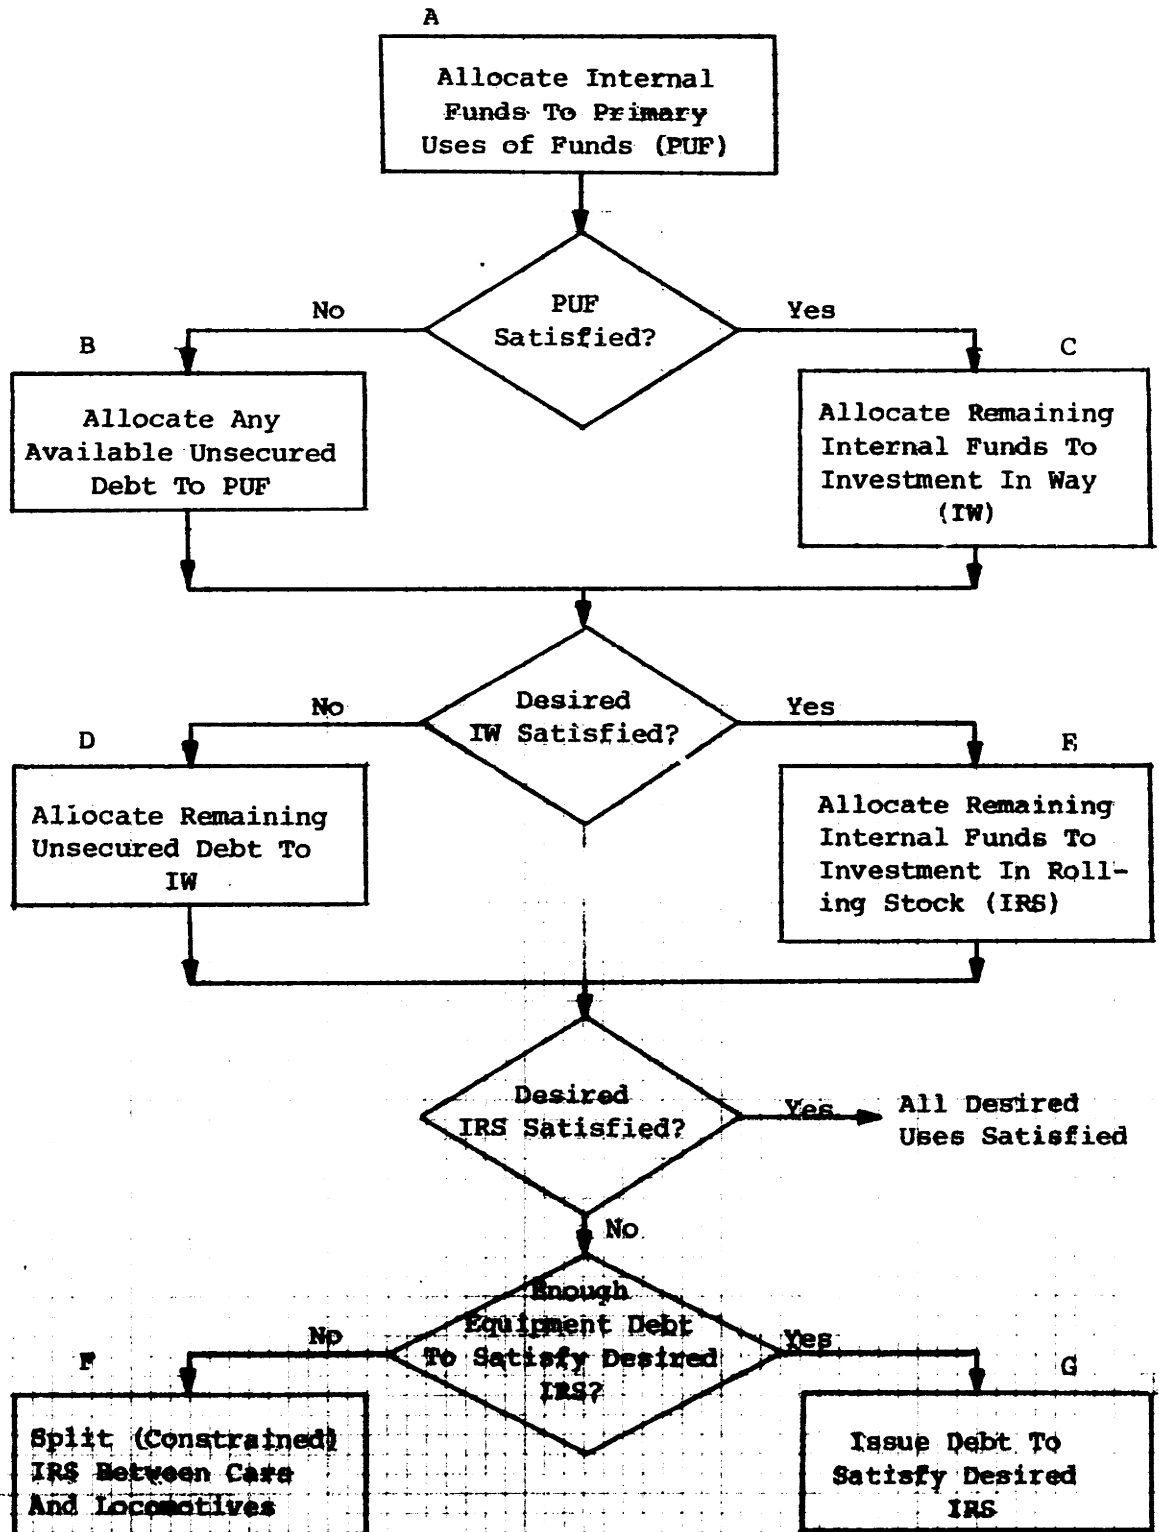 A
Allocate Internal
Funds To Primary
Uses of Funds (PUF)
PUF
Satisfied?
No
Yes
B
C
Allocate Any
Available Unsecured
Debt To PUF
Allocate Remaining
Internal Funds To
Investment In Way
(IW)
Desired
IW Satisfied?
No
Yes
D
E
Allocate Remaining
Unsecured Debt To
IW
Allocate Remaining
Internal Funds To
Investment In Roll-
ing Stock (IRS)
Desired
IRS Satisfied?
Yes
All Desired
Uses Satisfied
No
Enough
Equipment Debt
To Satisfy Desired
IRS?
No
Yes
F
G
Split (Constrained)
IRS Between Cars
And Locomotives
Issue Debt To
Satisfy Desired
IRS